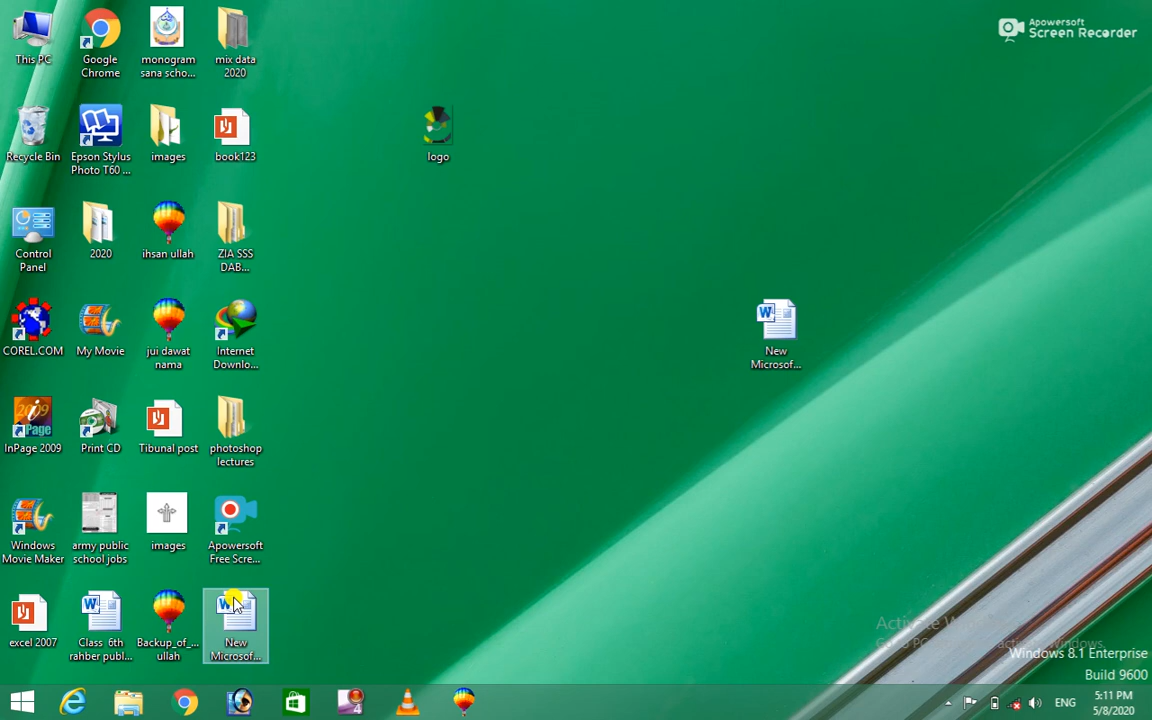 Apowersoft
Screen Recorder
This PC
Google
Chrome
monogram
sana scho...
mix data
2020
Recycle Bin
Epson Stylus
Photo T60 ...
images
book123
logo
Control
Panel
2020
ihsan ullah
ZIA SSS
DAB...
COREL.COM
My Movie
jui dawat
nama
Internet
Downlo...
New
Microsof...
2009
InPage
InPage 2009
Print CD
Tibunal post
photoshop
lectures
Windows
Movie Maker
army public
school jobs
images
Apowersoft
Free Scre...
excel 2007
Class 6th
rahber publ...
Backup_of_...
ullah
New
Microsof...
Activate W
Go to PC
activate Windows.
Windows 8.1 Enterprise
Build 9600
ENG
5:11 PM
5/8/2020